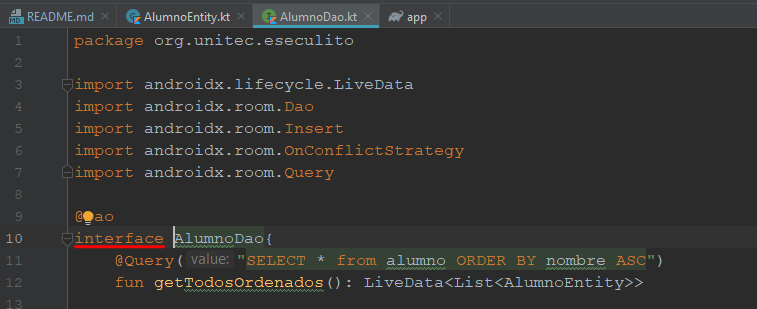 README.md AlumnoEntity.kt AlumnoDao.kt app
1 package org.unitec.eseculito
2
3 import androidx.lifecycle.LiveData
4 import androidx.room.Dao
5 import androidx.room.Insert
6 import androidx.room.OnConflictStrategy
7 import androidx.room.Query
8
9 @Dao
10 interface AlumnoDao{
11 @Query( value: "SELECT * from alumno ORDER BY nombre ASC")
12 fun getTodosOrdenados(): LiveData<List<AlumnoEntity>>
13